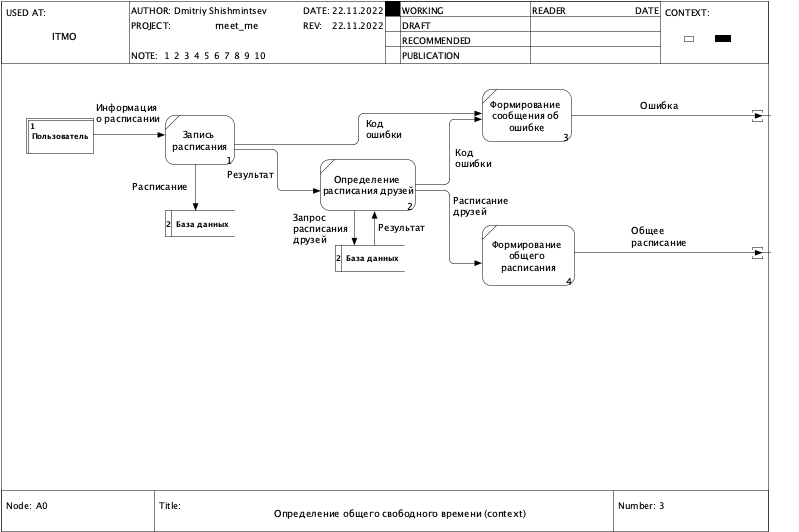 USED AT:
ITMO
AUTHOR: Dmitriy Shishmintsev
DATE: 22.11.2022
PROJECT: meet_me
REV: 22.11.2022
NOTE: 1 2 3 4 5 6 7 8 9 10
WORKING
DRAFT
RECOMMENDED
PUBLICATION
READER
DATE
CONTEXT:
1
Пользователь
Информация
о расписании
Запись
расписания
1
Расписание
2 База данных
Результат
Код
ошибки
Определение
расписания друзей
2
Запрос
расписания
друзей
Результат
2 База данных
Код
ошибки
Расписание
друзей
Формирование
сообщения об
ошибке
3
Ошибка
Формирование
общего
расписания
4
Общее
расписание
Node: A0
Title:
Определение общего свободного времени (context)
Number: 3